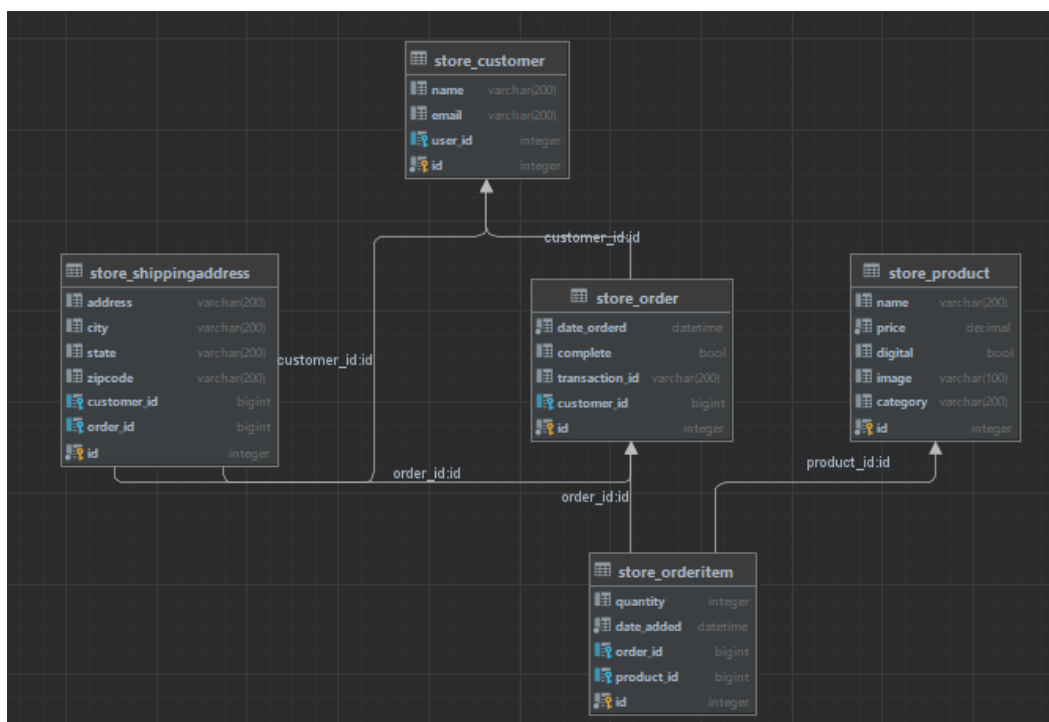 store_customer
name varchar(200)
email varchar(200)
user_id integer
id integer
customer_id:id
store_shippingaddress
address varchar(200)
city varchar(200)
state varchar(200)
zipcode varchar(200)
customer_id bigint
order_id bigint
id integer
customer_id:id
store_order
date_orderd datetime
complete bool
transaction_id varchar(200)
customer_id bigint
id integer
store_product
name varchar(200)
price decimal
digital bool
image varchar(100)
category varchar(200)
id integer
order_id:id
order_id:id
product_id:id
store_orderitem
quantity integer
date_added datetime
order_id bigint
product_id bigint
id integer